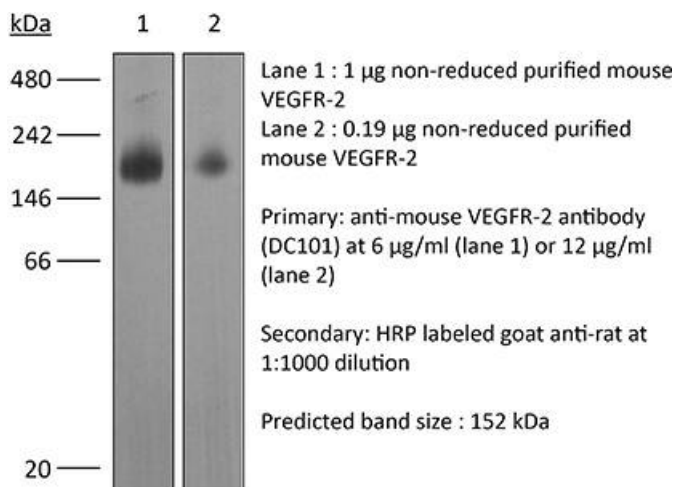 kDa
1 2
480
242
146
66
20
Lane 1 : 1 µg non-reduced purified mouse
VEGFR-2
Lane 2 : 0.19 µg non-reduced purified
mouse VEGFR-2
Primary: anti-mouse VEGFR-2 antibody
(DC101) at 6 µg/ml (lane 1) or 12 µg/ml
(lane 2)
Secondary: HRP labeled goat anti-rat at
1:1000 dilution
Predicted band size : 152 kDa